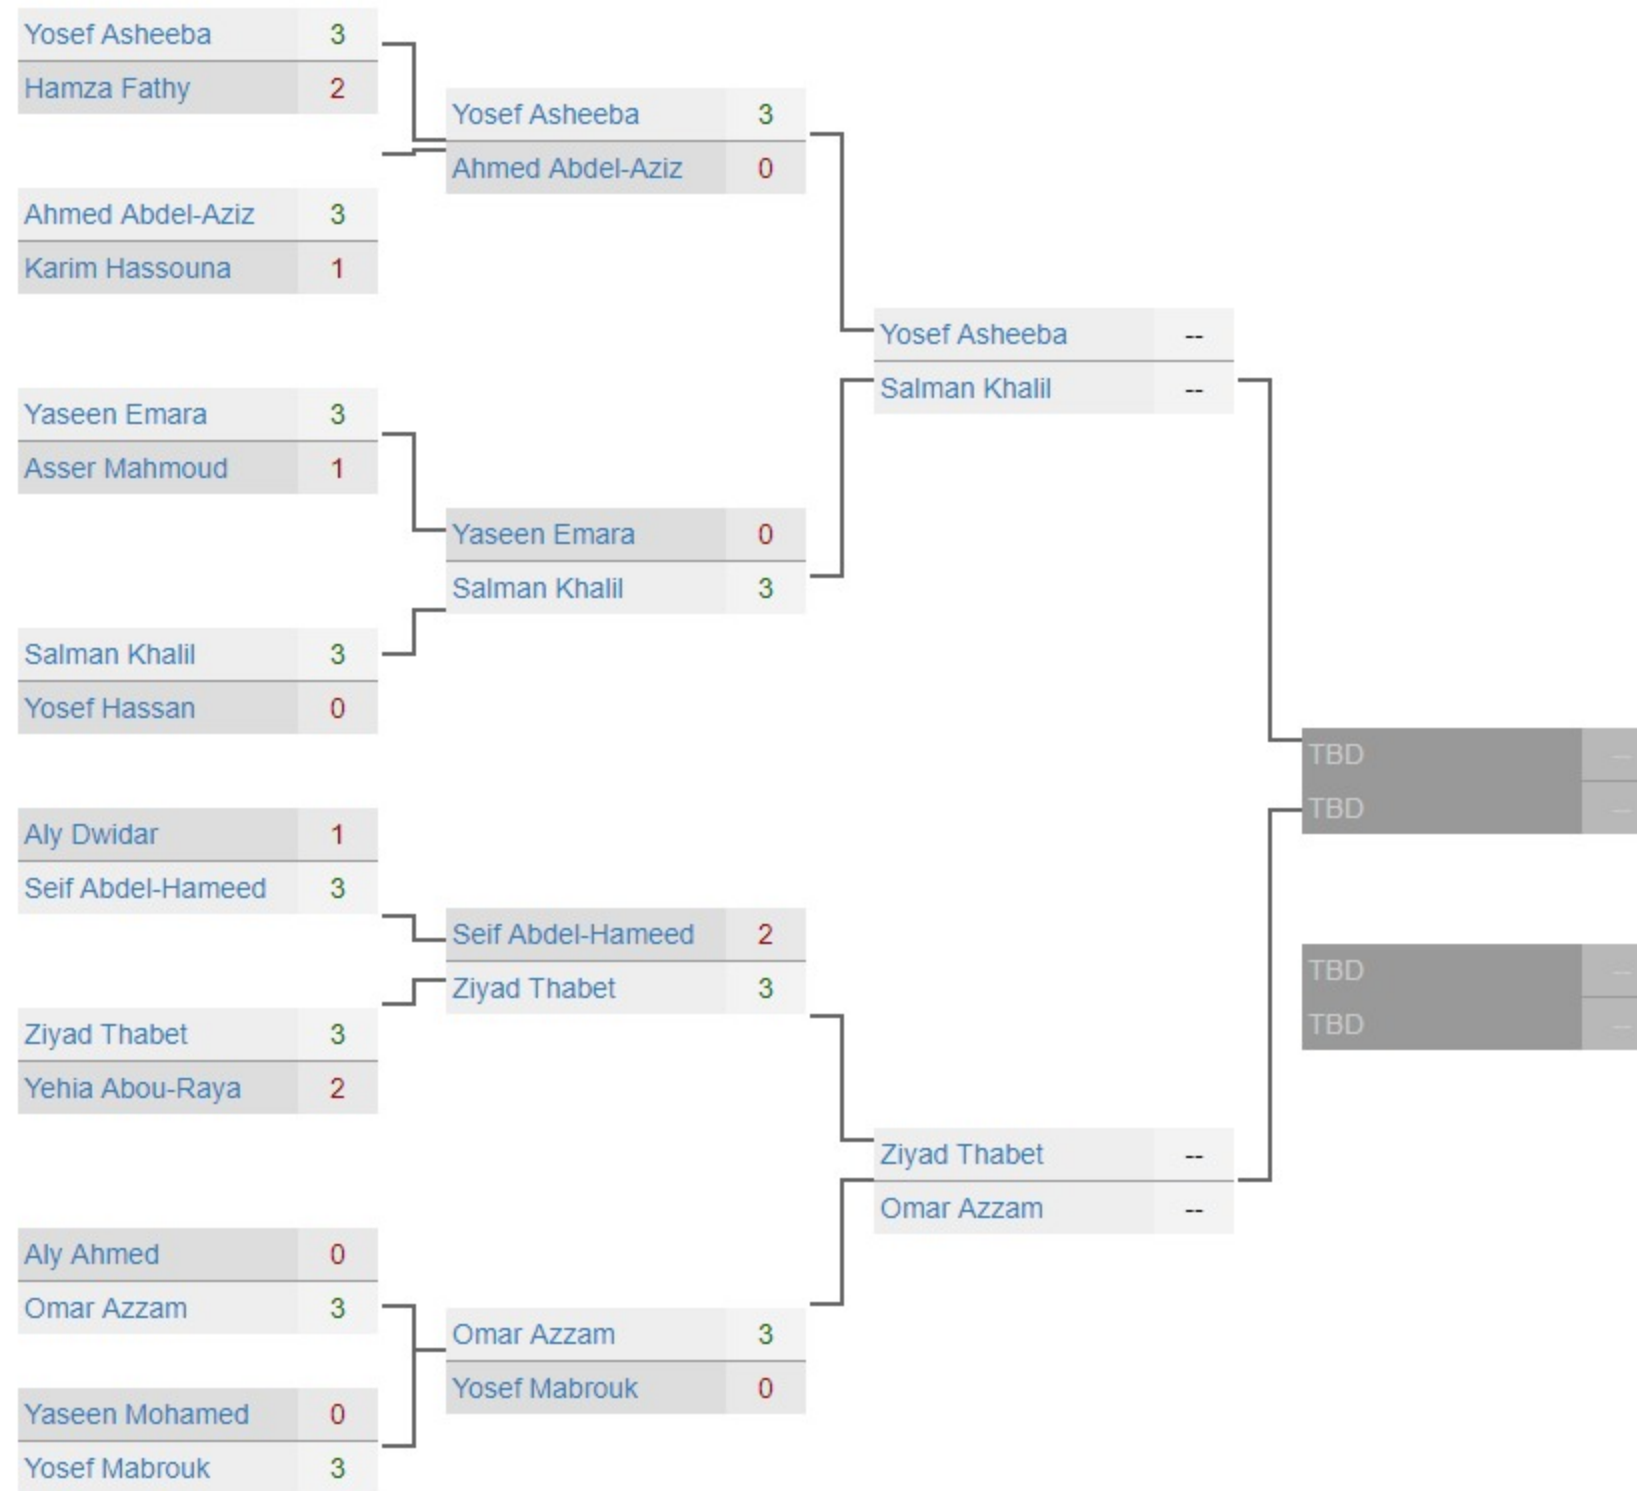 Yosef Asheeba 3
Hamza Fathy 2
Ahmed Abdel-Aziz 3
Karim Hassouna 1
Yaseen Emara 3
Asser Mahmoud 1
Salman Khalil 3
Yosef Hassan 0
Aly Dwidar 1
Seif Abdel-Hameed 3
Ziyad Thabet 3
Yehia Abou-Raya 2
Aly Ahmed 0
Omar Azzam 3
Yaseen Mohamed 0
Yosef Mabrouk 3
Yosef Asheeba 3
Ahmed Abdel-Aziz 0
Yaseen Emara 0
Salman Khalil 3
Seif Abdel-Hameed 2
Ziyad Thabet 3
Omar Azzam 3
Yosef Mabrouk 0
Yosef Asheeba --
Salman Khalil --
Ziyad Thabet --
Omar Azzam --
TBD --
TBD --
TBD --
TBD --